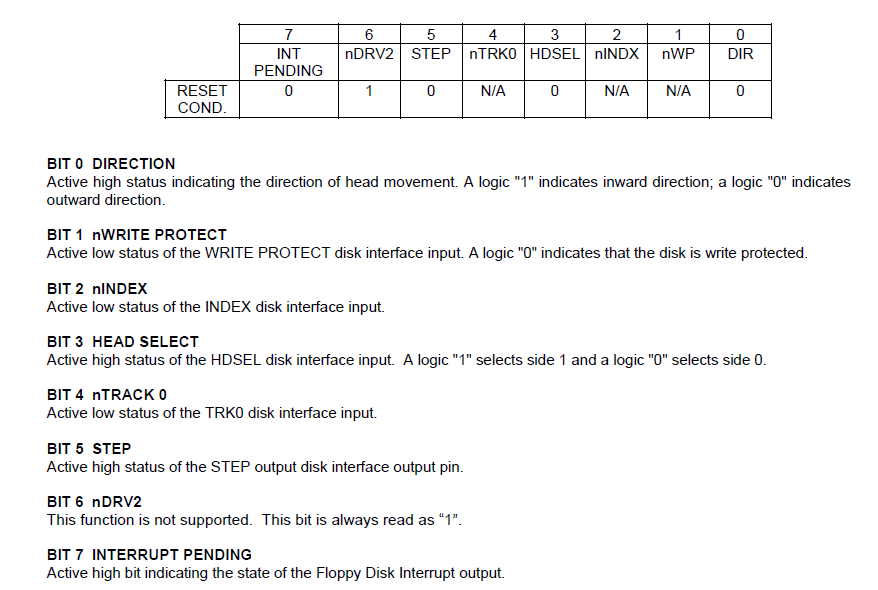 7 6 5 4 3 2 1 0
INT nDRV2 STEP nTRK0 HDSEL nINDX nWP DIR
PENDING
RESET 0 1 0 N/A 0 N/A N/A 0
COND.
BIT 0  DIRECTION
Active high status indicating the direction of head movement. A logic "1" indicates inward direction; a logic "0" indicates
outward direction.
BIT 1  nWRITE PROTECT
Active low status of the WRITE PROTECT disk interface input. A logic "0" indicates that the disk is write protected.
BIT 2  nINDEX
Active low status of the INDEX disk interface input.
BIT 3  HEAD SELECT
Active high status of the HDSEL disk interface input.  A logic "1" selects side 1 and a logic "0" selects side 0.
BIT 4  nTRACK 0
Active low status of the TRK0 disk interface input.
BIT 5  STEP
Active high status of the STEP output disk interface output pin.
BIT 6  nDRV2
This function is not supported.  This bit is always read as “1”.
BIT 7  INTERRUPT PENDING
Active high bit indicating the state of the Floppy Disk Interrupt output.